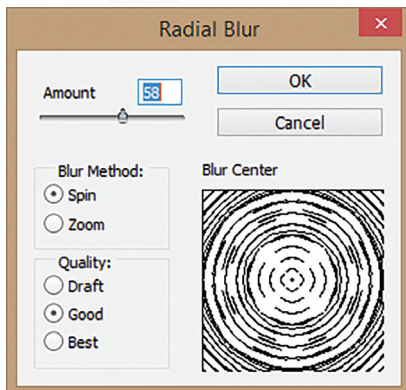 Radial Blur
Amount 58
OK
Cancel
Blur Method:
Spin
Zoom
Quality:
Draft
Good
Best
Blur Center